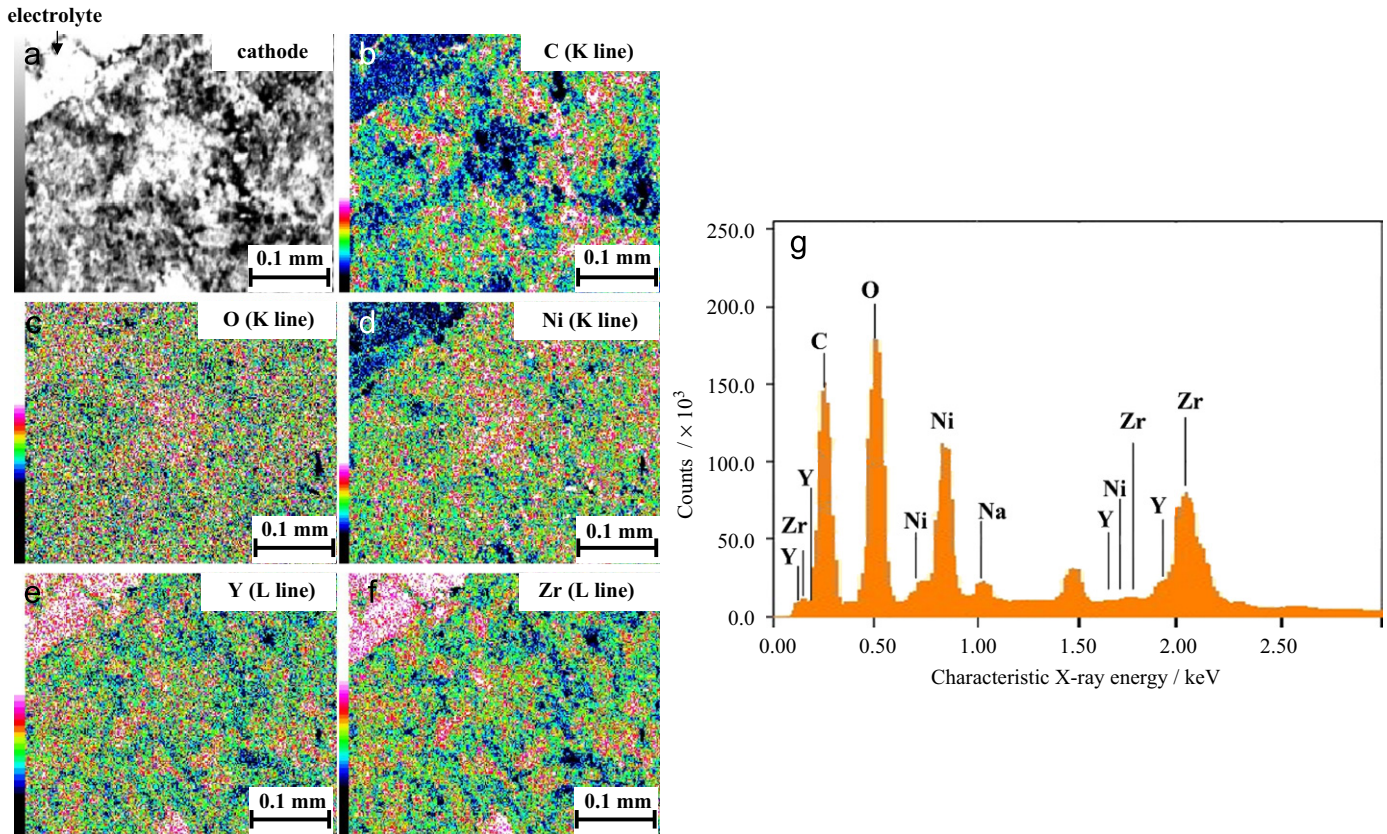 electrolyte
a
cathode
0.1 mm
b
C (K line)
0.1 mm
c
O (K line)
0.1 mm
d
Ni (K line)
0.1 mm
e
Y (L line)
0.1 mm
f
Zr (L line)
0.1 mm
g
250.0
200.0
150.0
100.0
50.0
0.0
Counts / × 10³
Y
Zr
Y
C
O
Ni
Ni
Na
Y
Ni
Zr
Y
Zr
0.00
0.50
1.00
1.50
2.00
2.50
Characteristic X-ray energy / keV